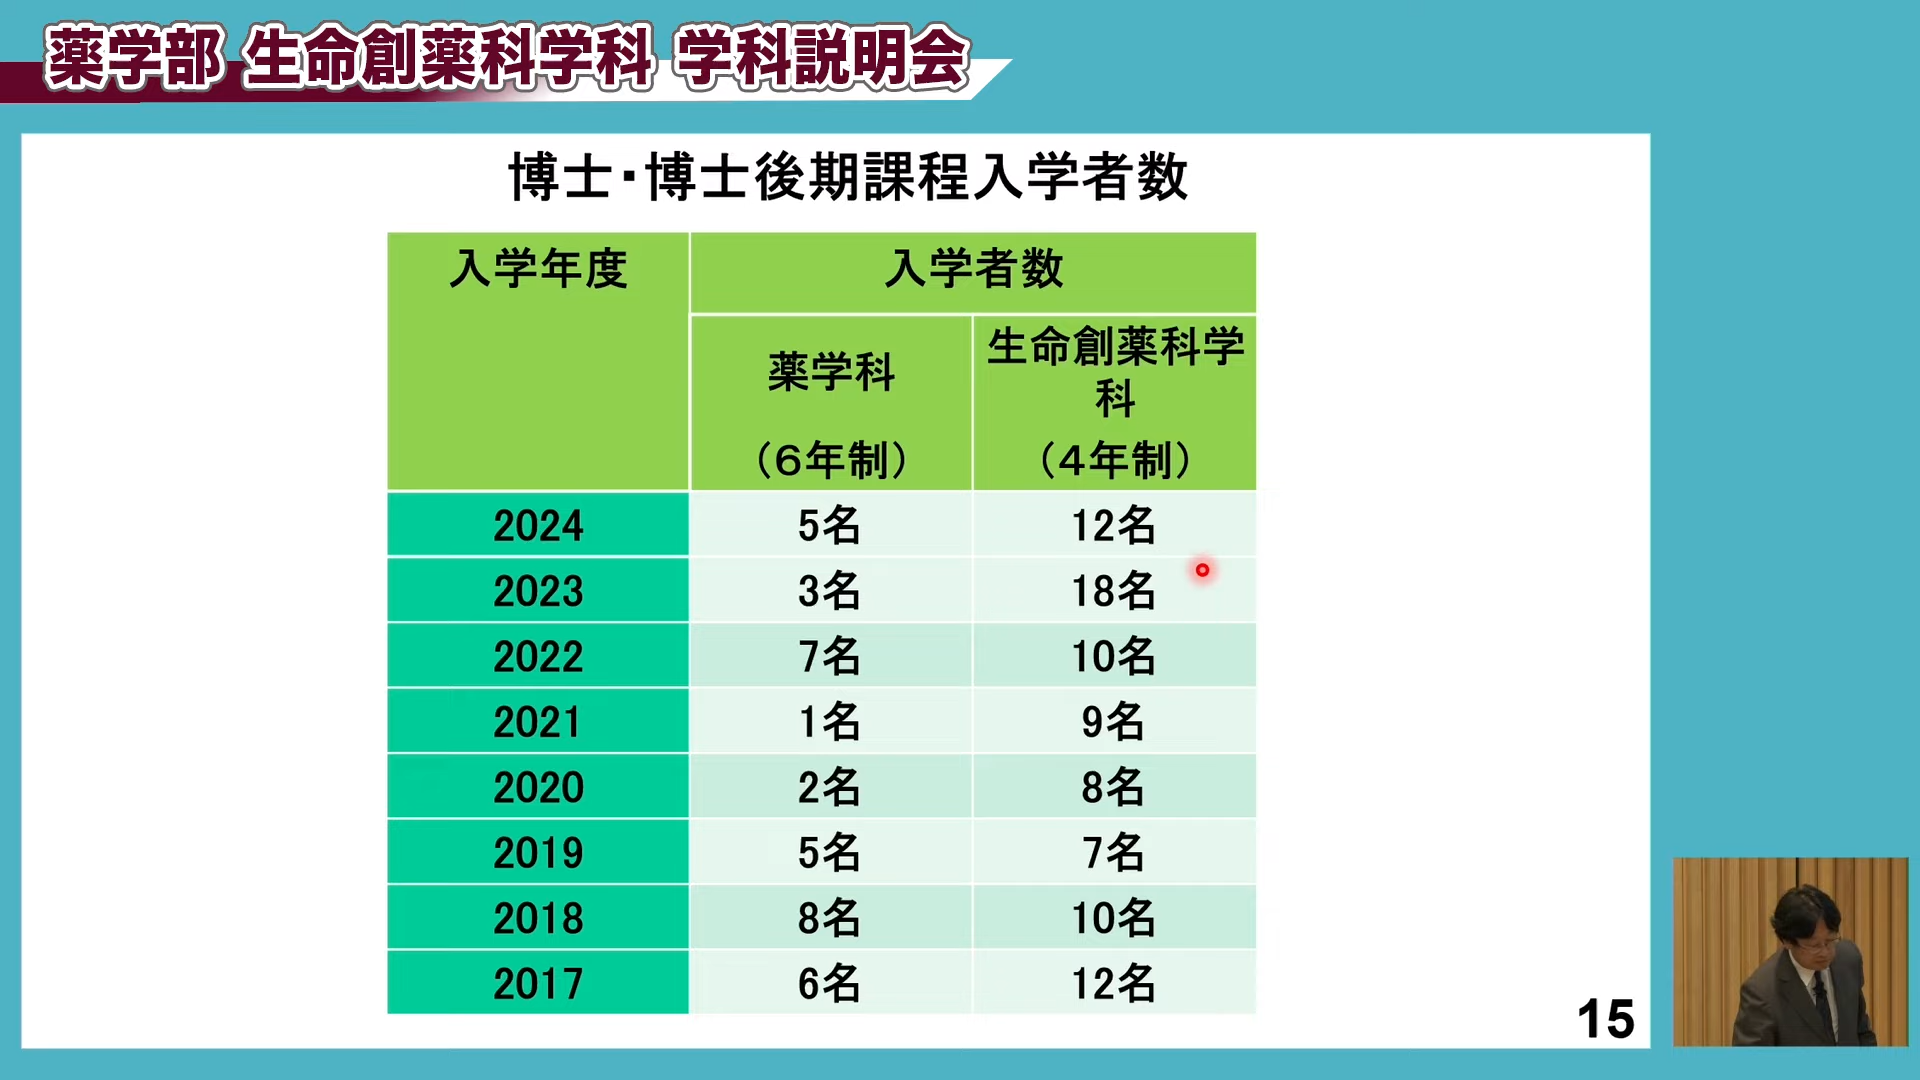 薬学部 生命創薬科学科 学科説明会
博士・博士後期課程入学者数
入学年度 入学者数
薬学科 生命創薬科学
科
（6年制） （4年制）
2024 5名 12名
2023 3名 18名
2022 7名 10名
2021 1名 9名
2020 2名 8名
2019 5名 7名
2018 8名 10名
2017 6名 12名
15